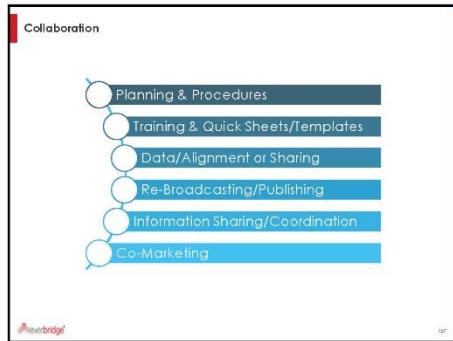 Collaboration
Planning & Procedures
Training & Quick Sheets/Templates
Data/Alignment or Sharing
Re-Broadcasting/Publishing
Information Sharing/Coordination
Co-Marketing
everbridge